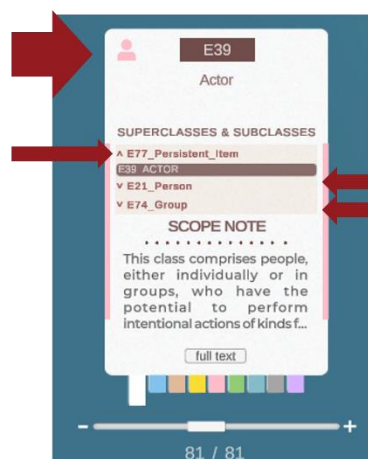 E39
Actor
SUPERCLASSES & SUBCLASSES
˄ E77_Persistent_Item
E39 ACTOR
˅ E21_Person
˅ E74_Group
SCOPE NOTE
This class comprises people,
either individually or in
groups, who have the
potential to perform
intentional actions of kinds f...
full text
- +
81 / 81